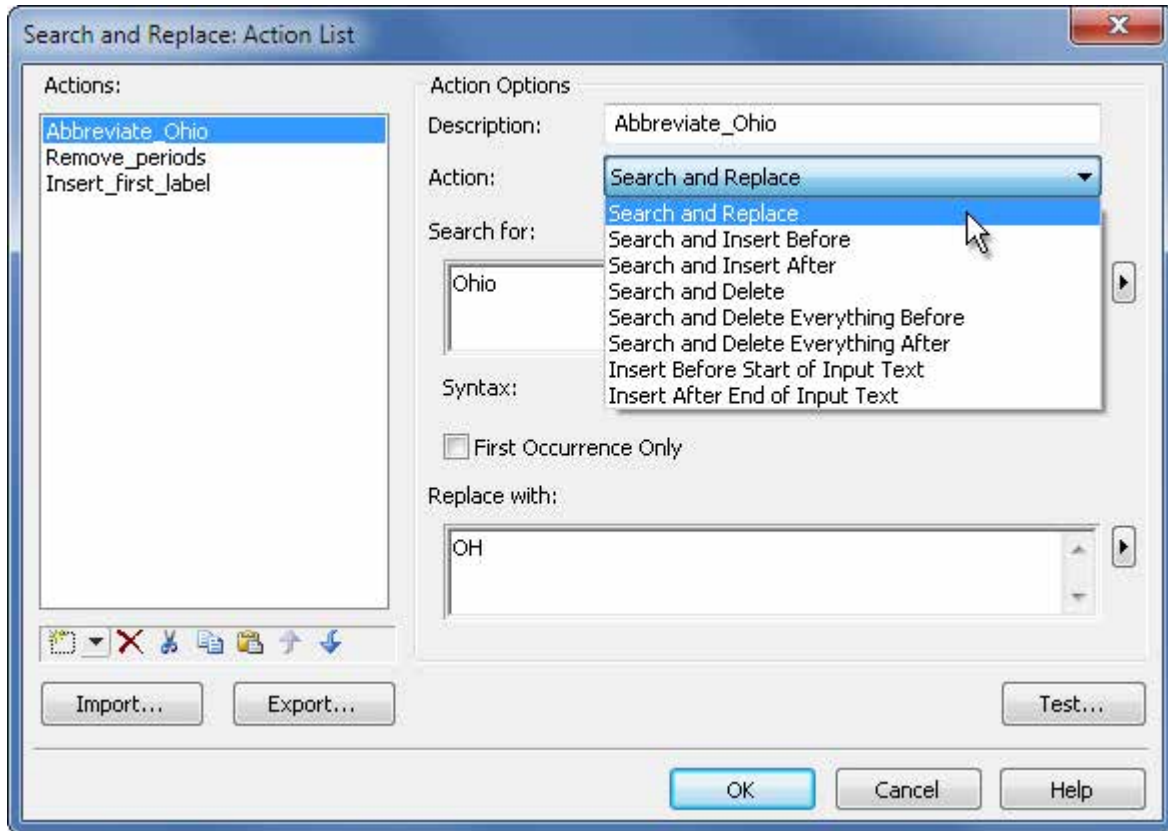 Search and Replace: Action List
Actions:
Abbreviate_Ohio
Remove_periods
Insert_first_label
Import...
Export...
Action Options
Description:
Abbreviate_Ohio
Action:
Search and Replace
Search and Replace
Search and Insert Before
Search and Insert After
Search and Delete
Search and Delete Everything Before
Search and Delete Everything After
Insert Before Start of Input Text
Insert After End of Input Text
Search for:
Ohio
Syntax:
First Occurrence Only
Replace with:
OH
Test...
OK
Cancel
Help